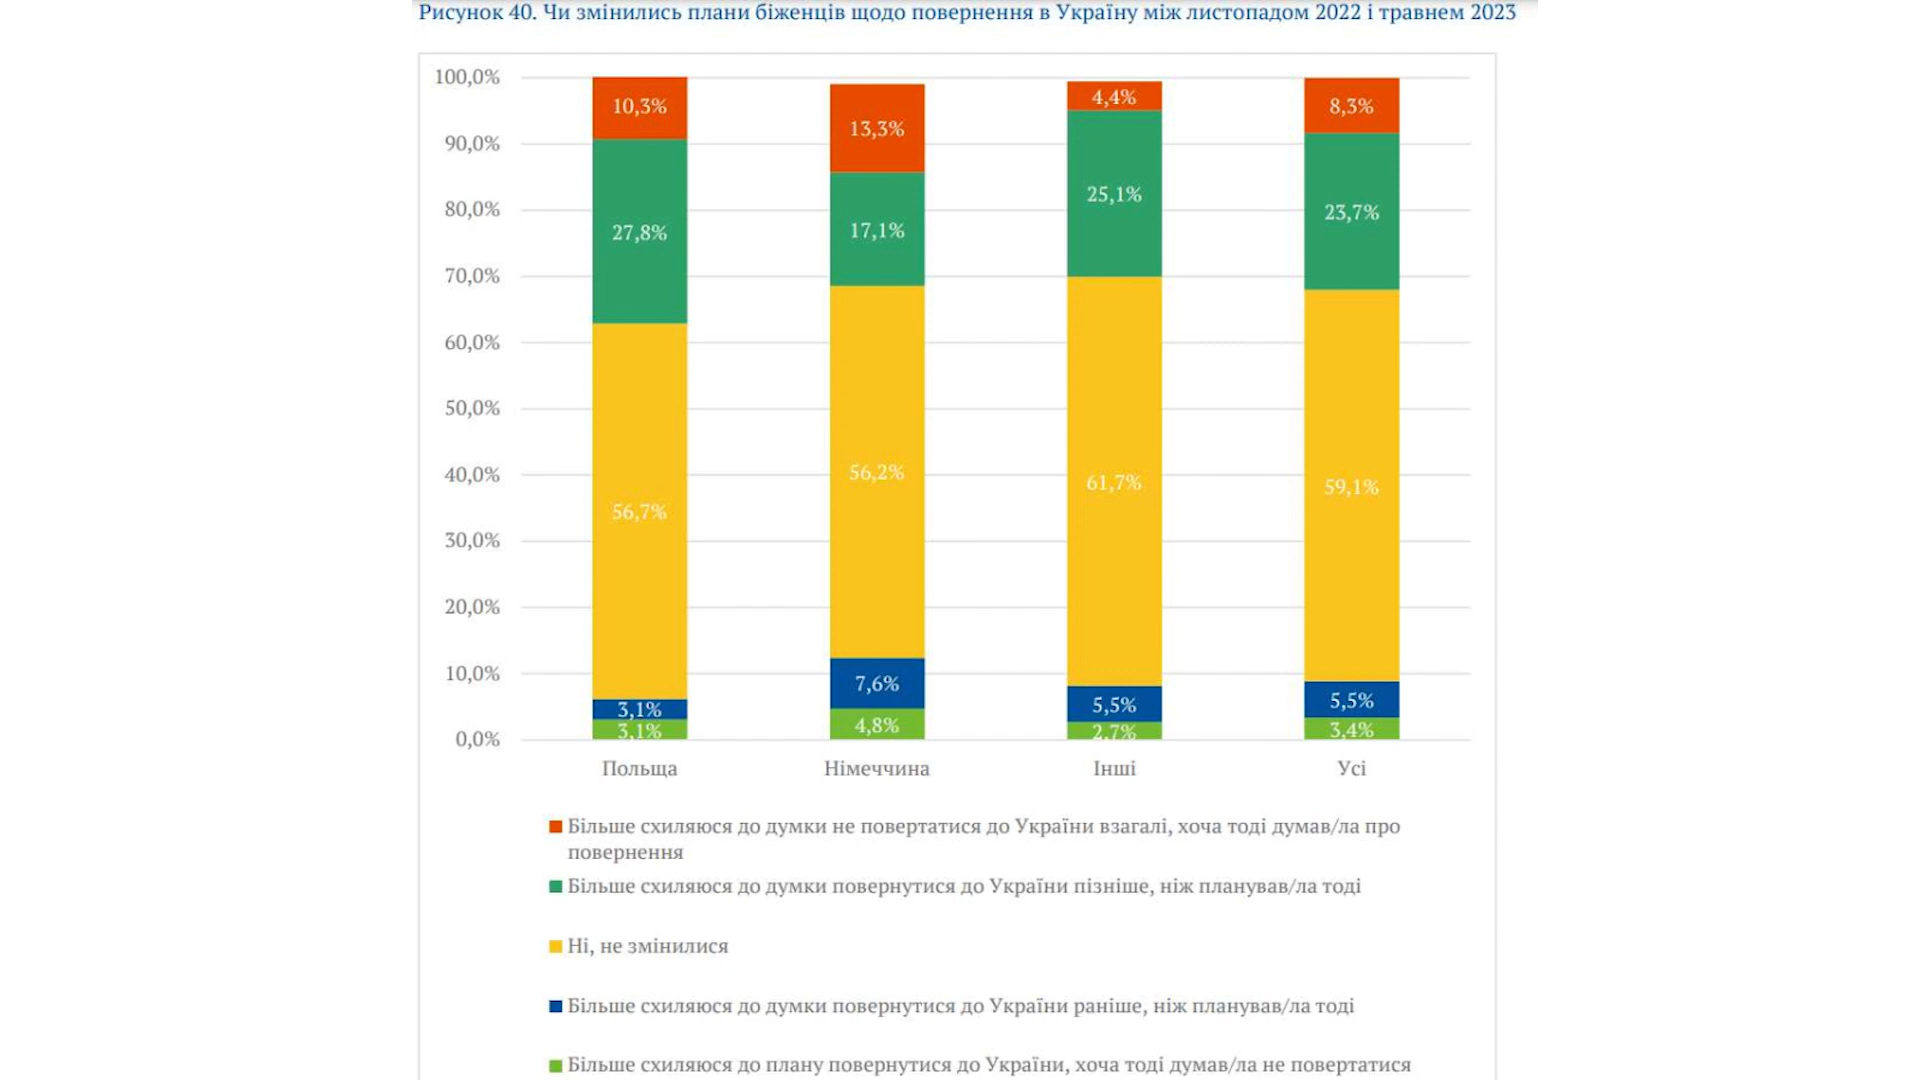 Рисунок 40. Чи змінились плани біженців щодо повернення в Україну між листопадом 2022 і травнем 2023
100,0%
90,0%
80,0%
70,0%
60,0%
50,0%
40,0%
30,0%
20,0%
10,0%
0,0%
10,3%
27,8%
56,7%
3,1%
3,1%
13,3%
17,1%
56,2%
7,6%
4,8%
4,4%
25,1%
61,7%
5,5%
2,7%
8,3%
23,7%
59,1%
5,5%
3,4%
Польща
Німеччина
Інші
Усі
Більше схиляюся до думки не повертатися до України взагалі, хоча тоді думав/ла про
повернення
Більше схиляюся до думки повернутися до України пізніше, ніж планував/ла тоді
Ні, не змінилися
Більше схиляюся до думки повернутися до України раніше, ніж планував/ла тоді
Більше схиляюся до плану повернутися до України, хоча тоді думав/ла не повертатися